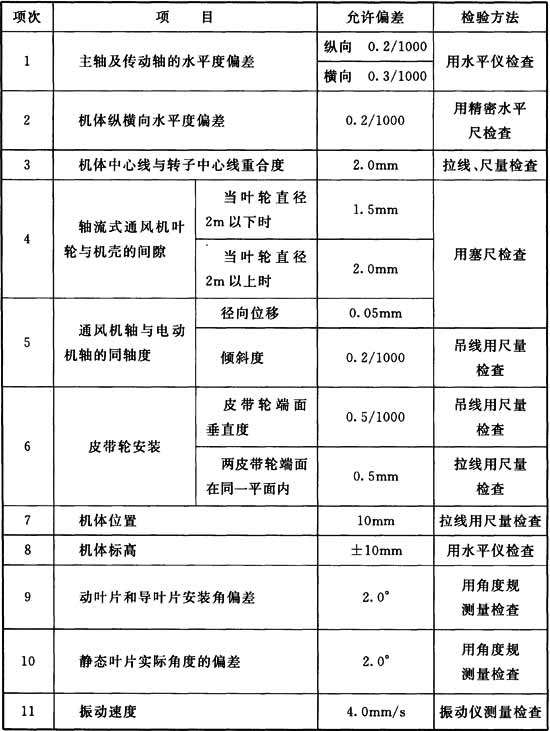 项次 项 目 允许偏差 检验方法
1 主轴及传动轴的水平度偏差 纵向 0.2/1000 用水平仪检查
横向 0.3/1000
2 机体纵横向水平度偏差 0.2/1000 用精密水平
尺检查
3 机体中心线与转子中心线重合度 2.0mm 拉线、尺量检查
4 轴流式通风机叶
轮与机壳的间隙 当叶轮直径
2m以下时 1.5mm 用塞尺检查
当叶轮直径
2m以上时 2.0mm
5 通风机轴与电动
机轴的同轴度 径向位移 0.05mm
倾斜度 0.2/1000 吊线用尺量
检查
6 皮带轮安装 皮带轮端面
垂直度 0.5/1000 吊线用尺量
检查
两皮带轮端面
在同一平面内 0.5mm 拉线用尺量
检查
7 机体位置 10mm 拉线用尺量检查
8 机体标高 ±10mm 用水平仪检查
9 动叶片和导叶片安装角偏差 2.0° 用角度规
测量检查
10 静态叶片实际角度的偏差 2.0° 用角度规
测量检查
11 振动速度 4.0mm/s 振动仪测量检查